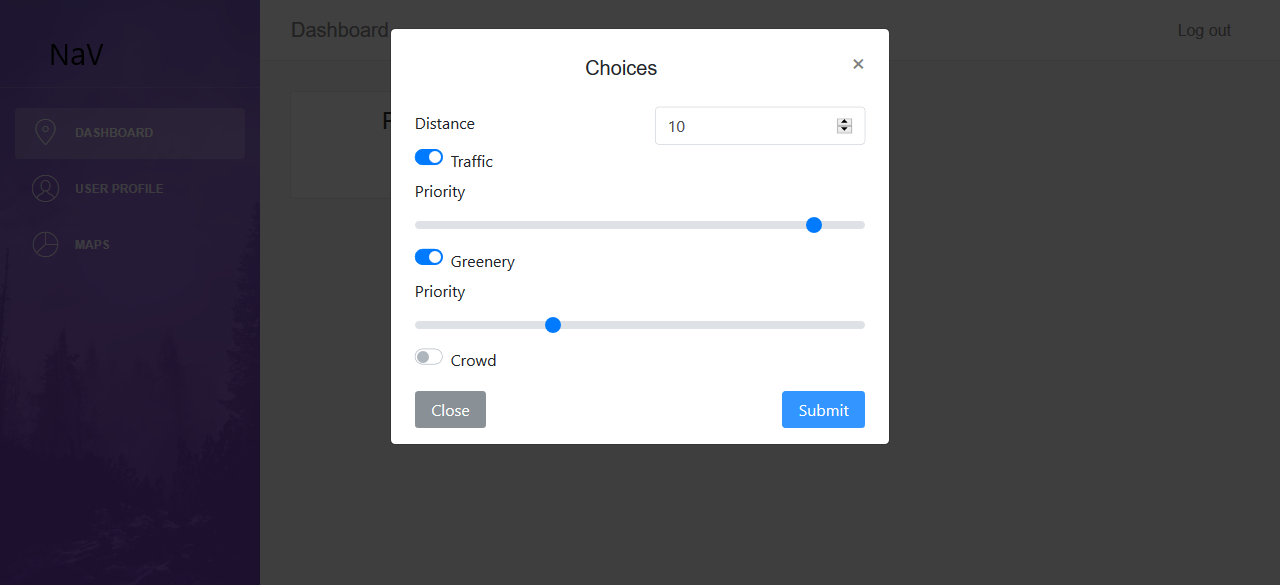 NaV
DASHBOARD
USER PROFILE
MAPS
Dashboard
Log out
Choices
×
Distance
10
Traffic
Priority
Greenery
Priority
Crowd
Close
Submit